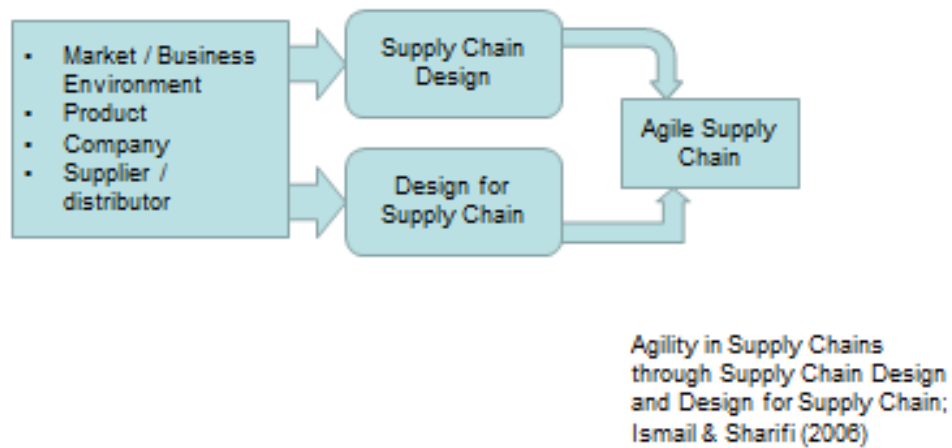 • Market / Business
Environment
• Product
• Company
• Supplier /
distributor
Supply Chain
Design
Design for
Supply Chain
Agile Supply
Chain
Agility in Supply Chains
through Supply Chain Design
and Design for Supply Chain;
Ismail & Sharifi (2006)